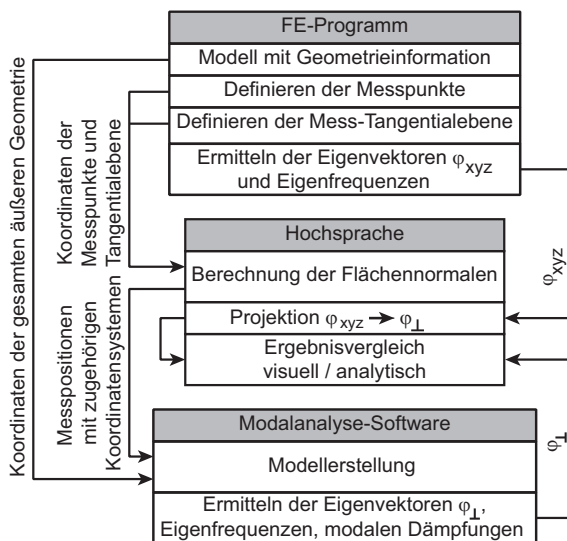 FE-Programm
Modell mit Geometrieinformation
Definieren der Messpunkte
Definieren der Mess-Tangentialebene
Ermitteln der Eigenvektoren φxyz
und Eigenfrequenzen
Koordinaten der gesamten äußeren Geometrie
Koordinaten der
Messpunkte und
Tangentialebene
φxyz
Hochsprache
Berechnung der Flächennormalen
Projektion φxyz → φ⊥
Ergebnisvergleich
visuell / analytisch
Messpositionen
mit zugehörigen
Koordinatensystemen
Modalanalyse-Software
Modellerstellung
Ermitteln der Eigenvektoren φ⊥,
Eigenfrequenzen, modalen Dämpfungen
φ⊥